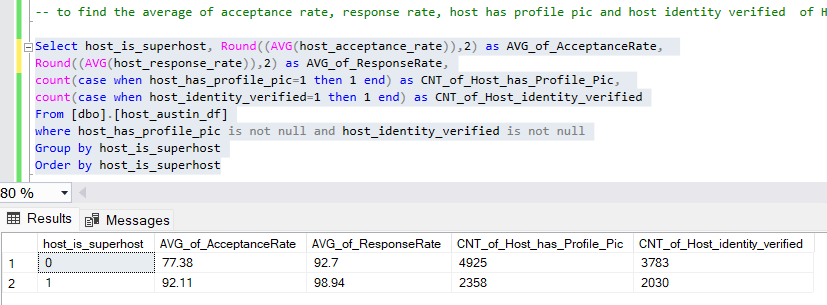 -- to find the average of acceptance rate, response rate, host has profile pic and host identity verified of H
Select host_is_superhost, Round((AVG(host_acceptance_rate)),2) as AVG_of_AcceptanceRate,
Round((AVG(host_response_rate)),2) as AVG_of_ResponseRate,
count(case when host_has_profile_pic=1 then 1 end) as CNT_of_Host_has_Profile_Pic,
count(case when host_identity_verified=1 then 1 end) as CNT_of_Host_identity_verified
From [dbo].[host_austin_df]
where host_has_profile_pic is not null and host_identity_verified is not null
Group by host_is_superhost
Order by host_is_superhost
80 %
Results Messages
host_is_superhost AVG_of_AcceptanceRate AVG_of_ResponseRate CNT_of_Host_has_Profile_Pic CNT_of_Host_identity_verified
1 0 77.38 92.7 4925 3783
2 1 92.11 98.94 2358 2030